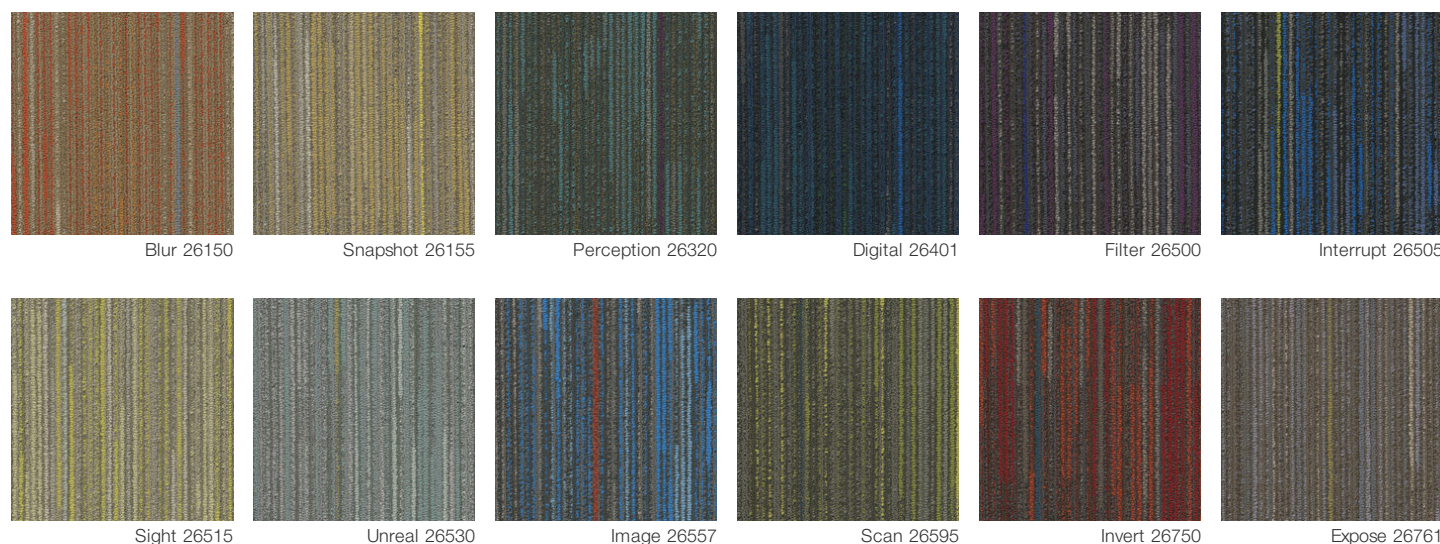 Blur 26150
Snapshot 26155
Perception 26320
Digital 26401
Filter 26500
Interrupt 26505
Sight 26515
Unreal 26530
Image 26557
Scan 26595
Invert 26750
Expose 26761